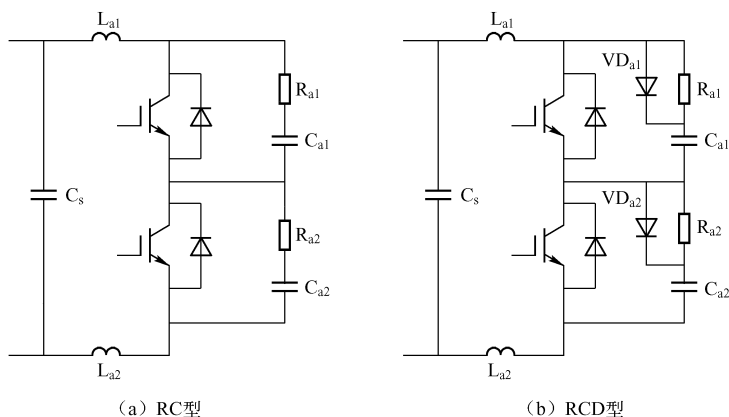 La1
Ra1
Ca1
Cs
Ra2
Ca2
La2
(a) RC型
La1
VDa1
Ra1
Ca1
Cs
VDa2
Ra2
Ca2
La2
(b) RCD型